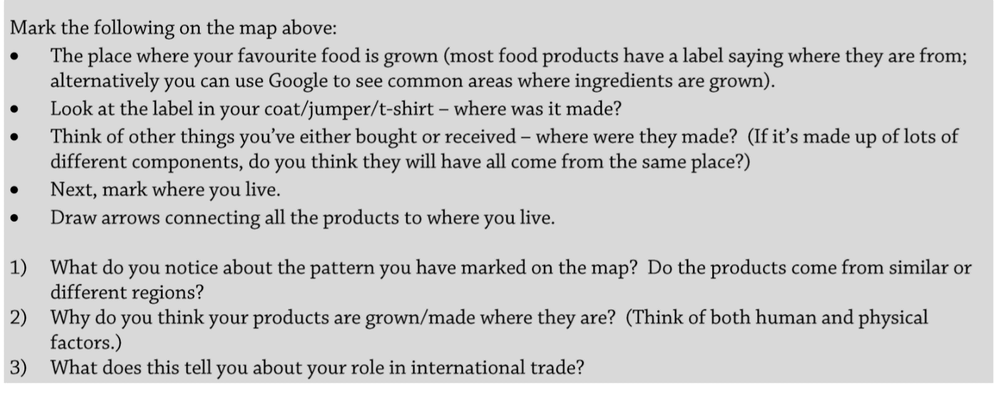 Mark the following on the map above:
• The place where your favourite food is grown (most food products have a label saying where they are from;
alternatively you can use Google to see common areas where ingredients are grown).
• Look at the label in your coat/jumper/t-shirt – where was it made?
• Think of other things you’ve either bought or received – where were they made?  (If it’s made up of lots of
different components, do you think they will have all come from the same place?)
• Next, mark where you live.
• Draw arrows connecting all the products to where you live.
1) What do you notice about the pattern you have marked on the map?  Do the products come from similar or
different regions?
2) Why do you think your products are grown/made where they are?  (Think of both human and physical
factors.)
3) What does this tell you about your role in international trade?